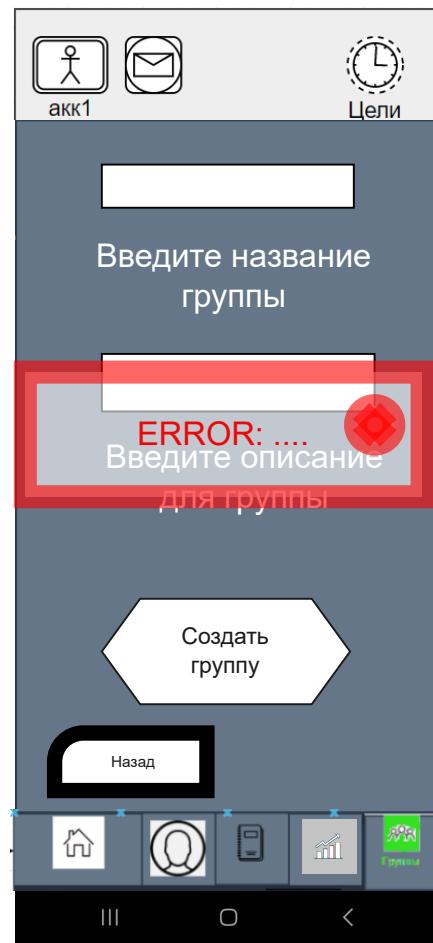 акк1
Цели
Введите название
группы
ERROR: ....
Введите описание
для группы
Создать
группу
Назад
Группы